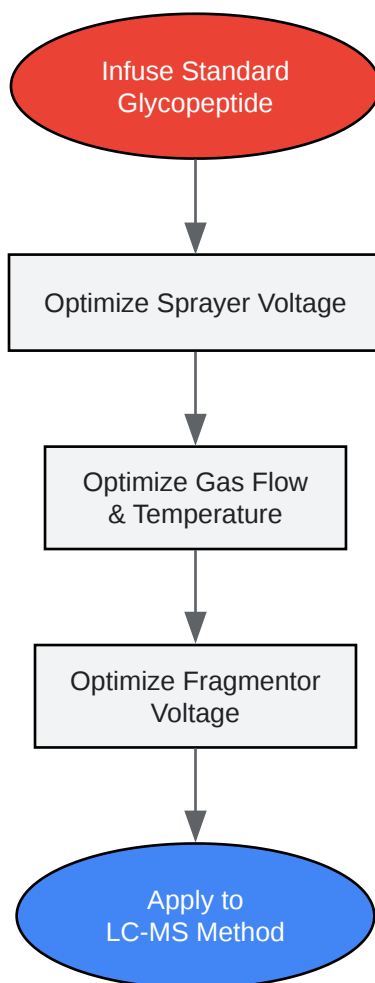 Infuse Standard
Glycopeptide
Optimize Sprayer Voltage
Optimize Gas Flow
& Temperature
Optimize Fragmentor
Voltage
Apply to
LC-MS Method